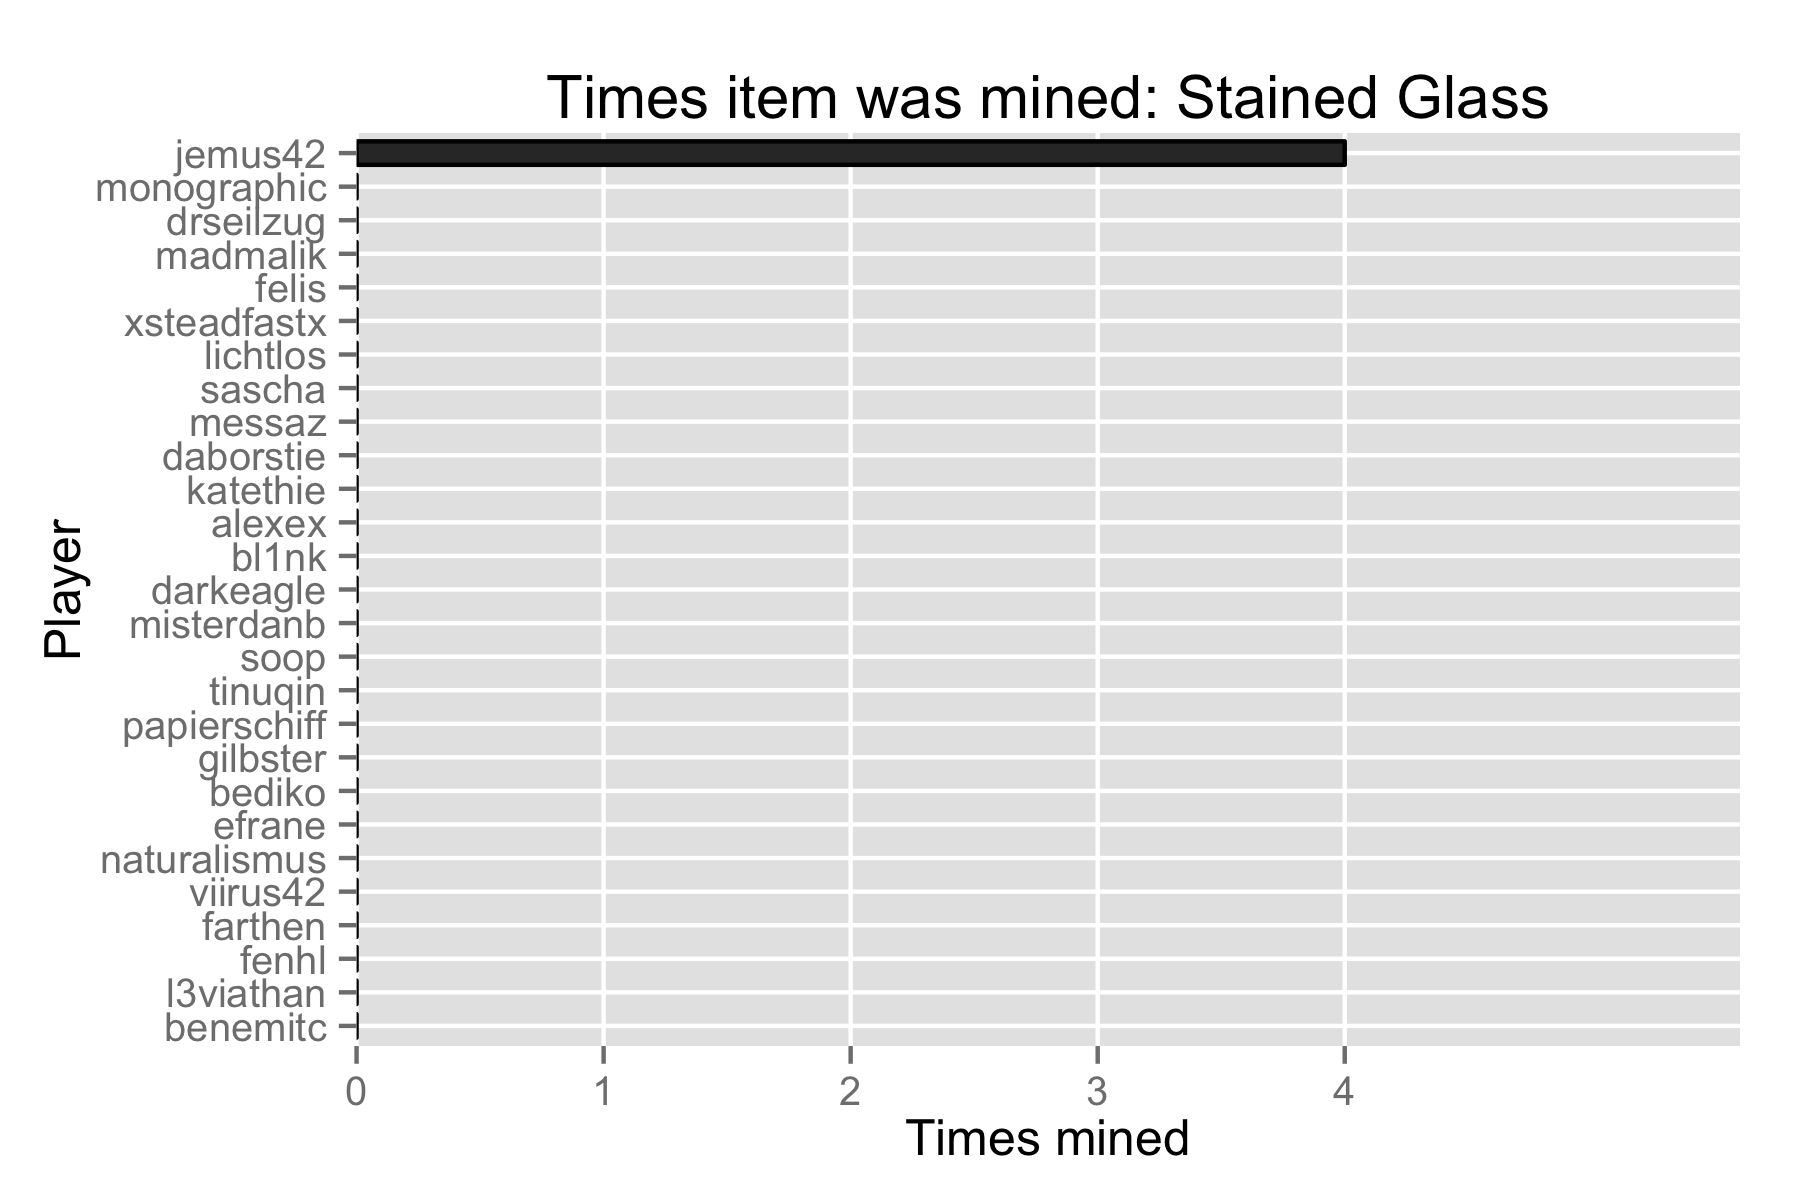 Times item was mined: Stained Glass
jemus42
monographic
drseilzug
madmalik
felis
xsteadfastx
lichtlos
sascha
messaz
daborstie
katethie
alexex
bl1nk
darkeagle
misterdanb
soop
tinuqin
papierschiff
gilbster
bediko
efrane
naturalismus
viirus42
farthen
fenhl
l3viathan
benemitc
Player
0 1 2 3 4
Times mined